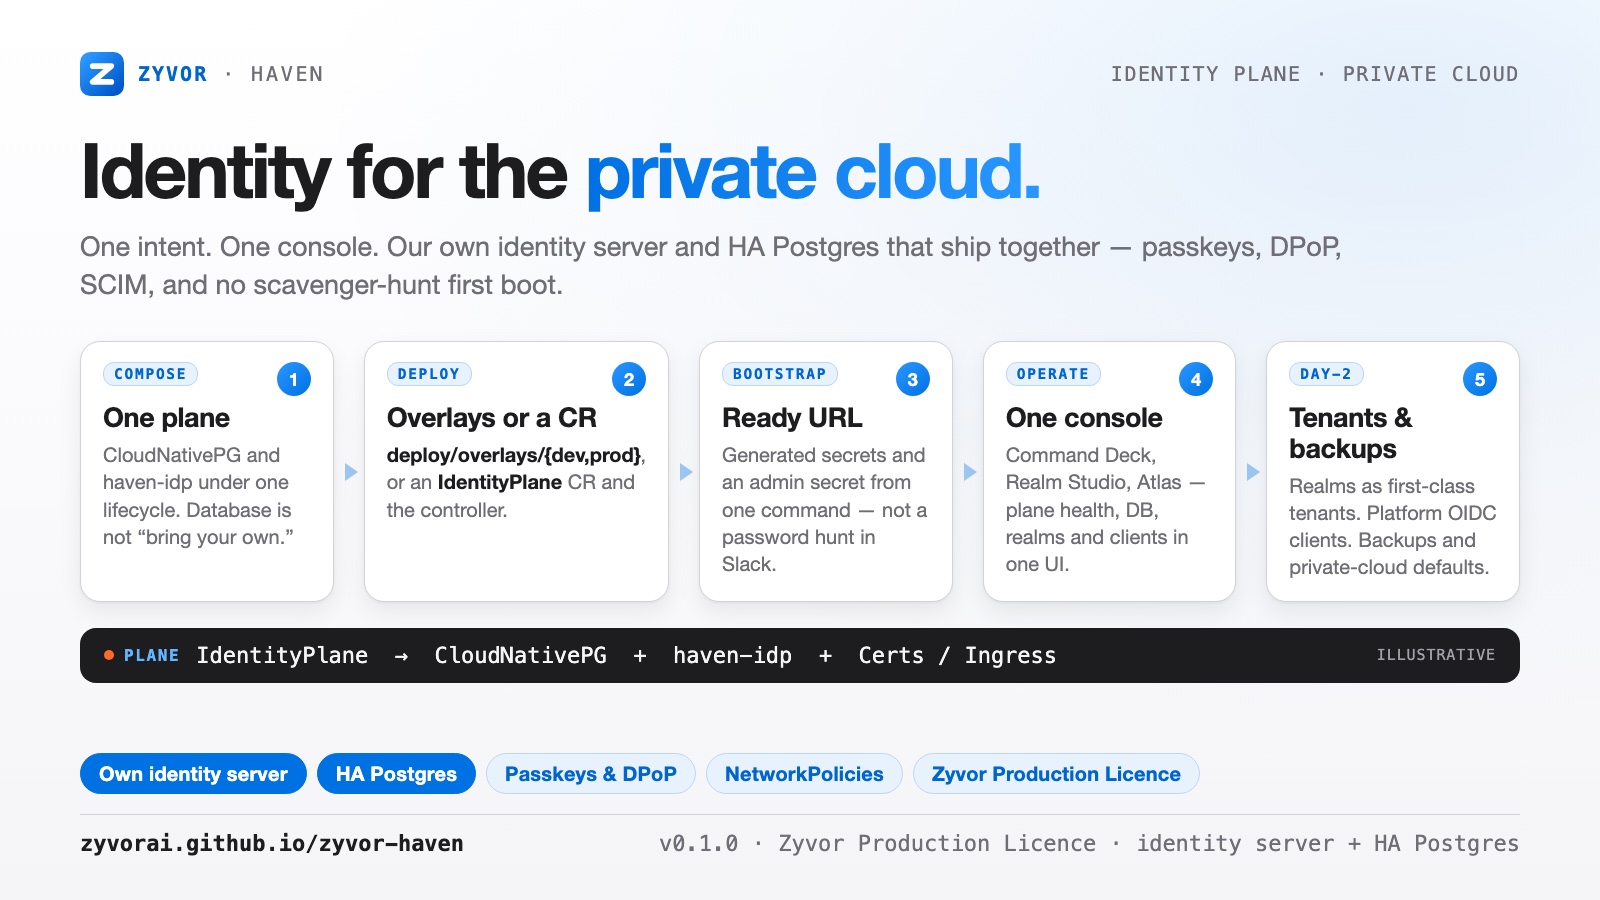 ZYVOR · HAVEN
IDENTITY PLANE · PRIVATE CLOUD
Identity for the private cloud.
One intent. One console. Our own identity server and HA Postgres that ship together — passkeys, DPoP,
SCIM, and no scavenger-hunt first boot.
COMPOSE
1
One plane
CloudNativePG and
haven-idp under one
lifecycle. Database is
not “bring your own.”
DEPLOY
2
Overlays or a CR
deploy/overlays/{dev,prod},
or an IdentityPlane CR and
the controller.
BOOTSTRAP
3
Ready URL
Generated secrets and
an admin secret from
one command — not a
password hunt in
Slack.
OPERATE
4
One console
Command Deck,
Realm Studio, Atlas —
plane health, DB,
realms and clients in
one UI.
DAY-2
5
Tenants &
backups
Realms as first-class
tenants. Platform OIDC
clients. Backups and
private-cloud defaults.
PLANE IdentityPlane → CloudNativePG + haven-idp + Certs / Ingress
ILLUSTRATIVE
Own identity server
HA Postgres
Passkeys & DPoP
NetworkPolicies
Zyvor Production Licence
zyvorai.github.io/zyvor-haven
v0.1.0 · Zyvor Production Licence · identity server + HA Postgres